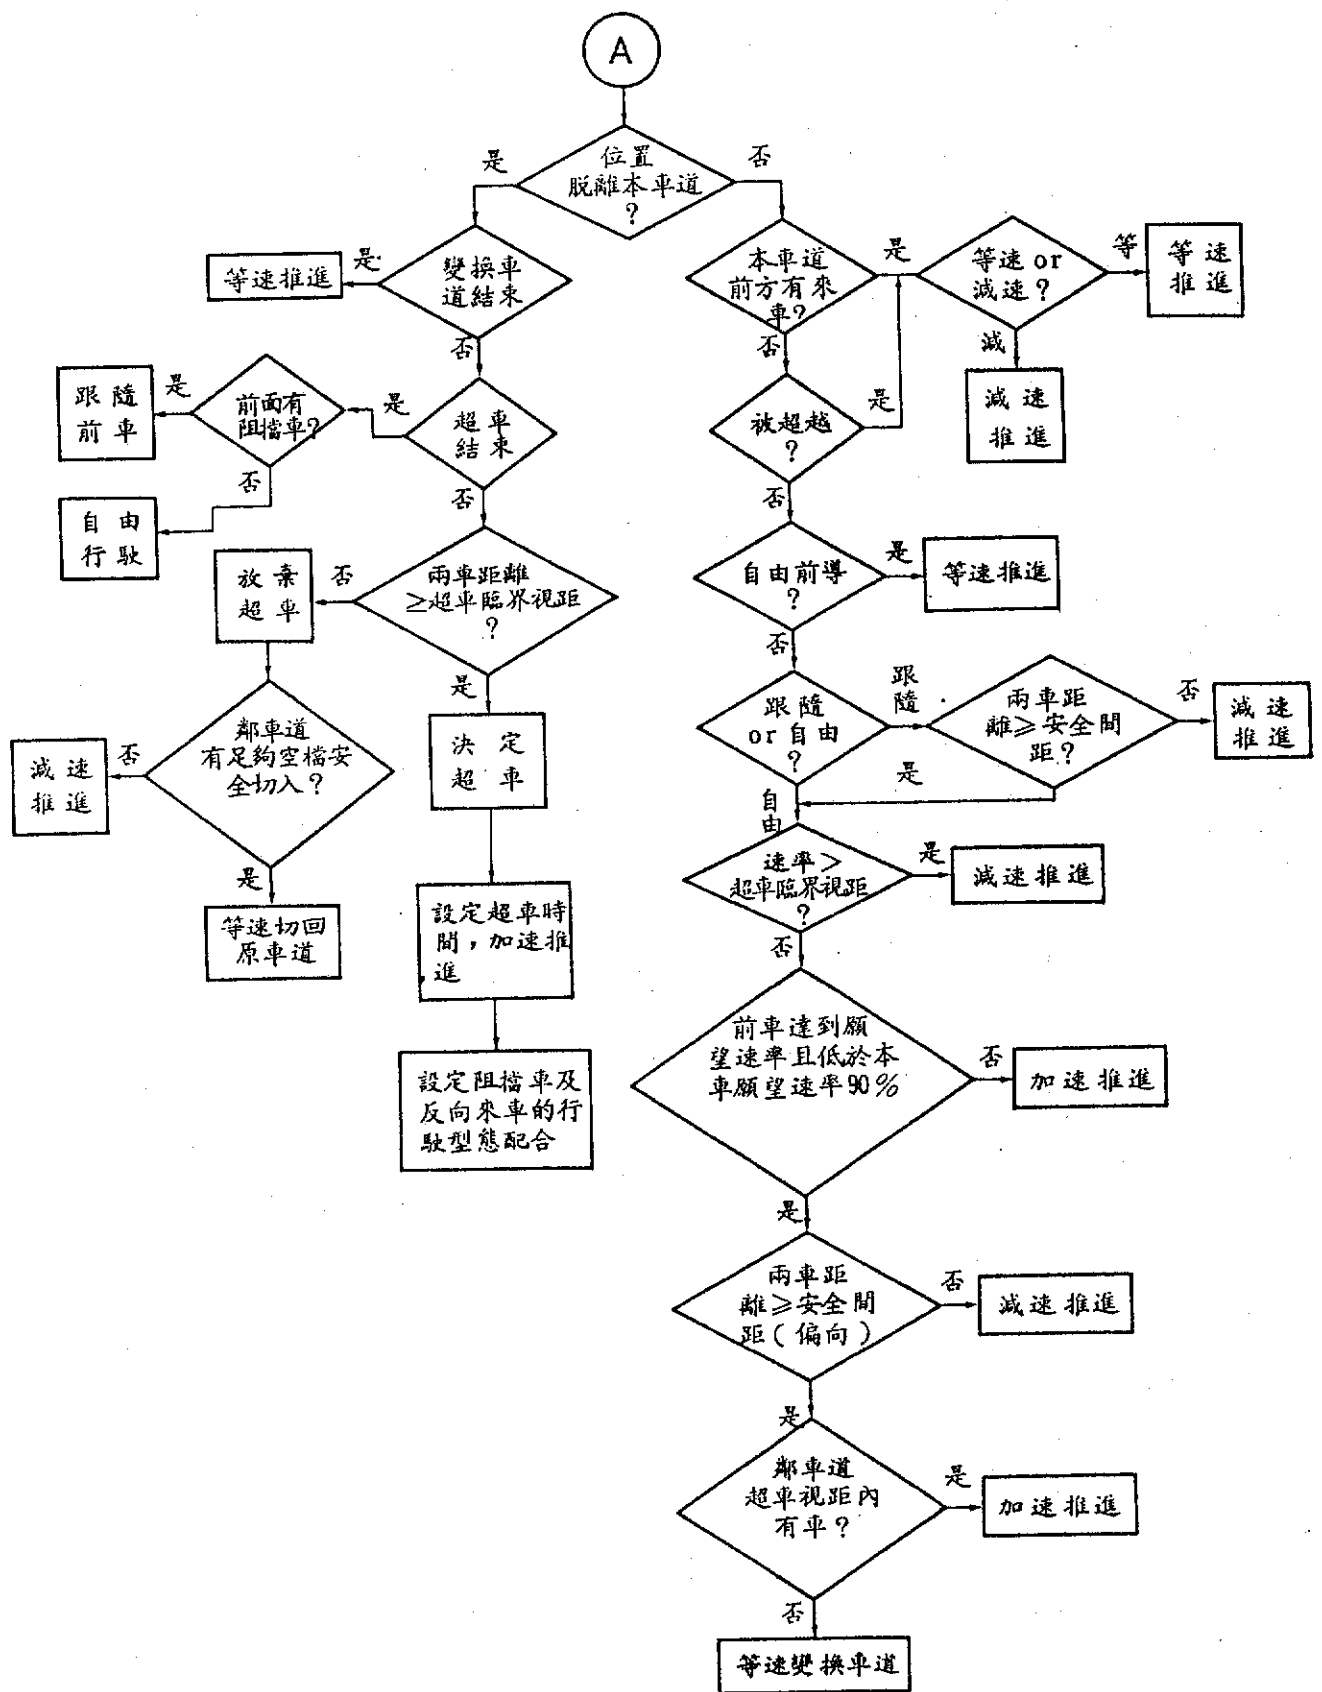 A
位置
脫離本車道
?
是
否
變換車
道結束
是
等速推進
否
超車
結束
是
前面有
阻擋車?
是
跟隨
前車
否
自由
行駛
否
兩車距離
≥超車臨界視距
?
否
放棄
超車
鄰車道
有足夠空檔安
全切入?
否
減速
推進
是
等速切回
原車道
是
決定
超車
設定超車時
間,加速推
進
設定阻擋車及
反向來車的行
駛型態配合
本車道
前方有來
車?
是
等速or
減速?
等
等速
推進
減
減速
推進
否
被超越
?
是
否
自由前導
?
是
等速推進
否
跟隨
or自由
?
跟
隨
兩車距
離≥安全間
距?
否
減速
推進
是
自
由
速率>
超車臨界視距
?
是
減速推進
否
前車達到願
望速率且低於本
車願望速率90%
否
加速推進
是
兩車距
離≥安全間
距(偏向)
否
減速推進
是
鄰車道
超車視距內
有車?
是
加速推進
否
等速變換車道